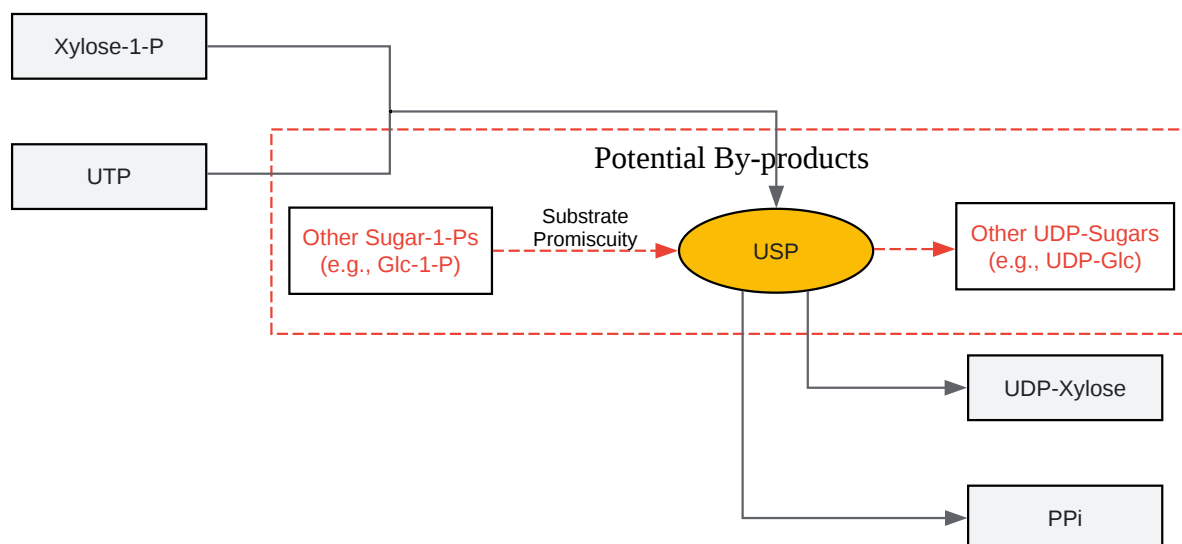 Xylose-1-P
UTP
Potential By-products
Other Sugar-1-Ps
(e.g., Glc-1-P)
Substrate
Promiscuity
USP
Other UDP-Sugars
(e.g., UDP-Glc)
UDP-Xylose
PPi